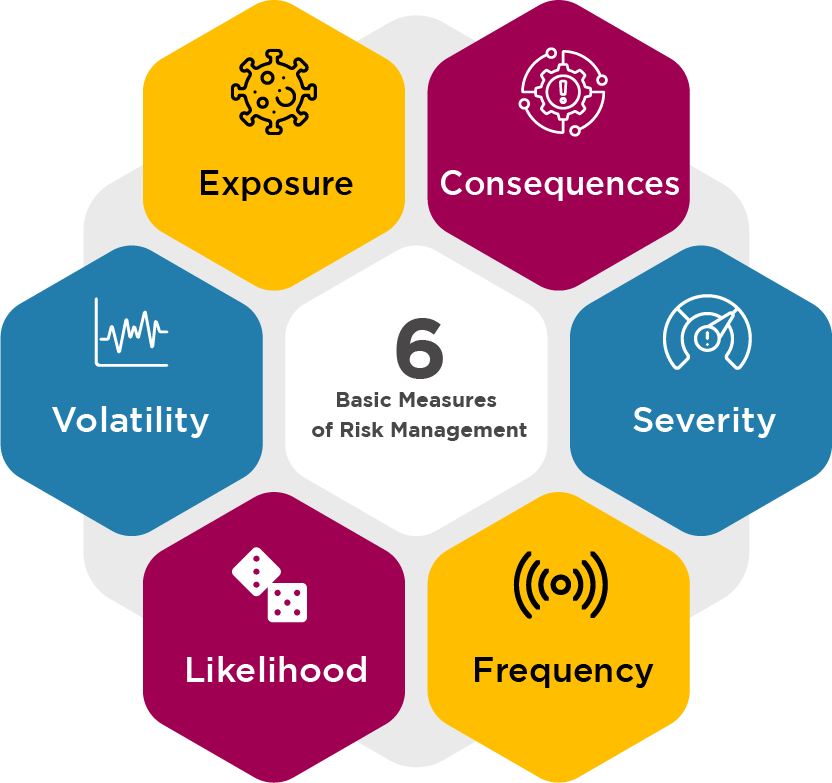 Exposure
Consequences
Volatility
6
Basic Measures
of Risk Management
Severity
Likelihood
Frequency